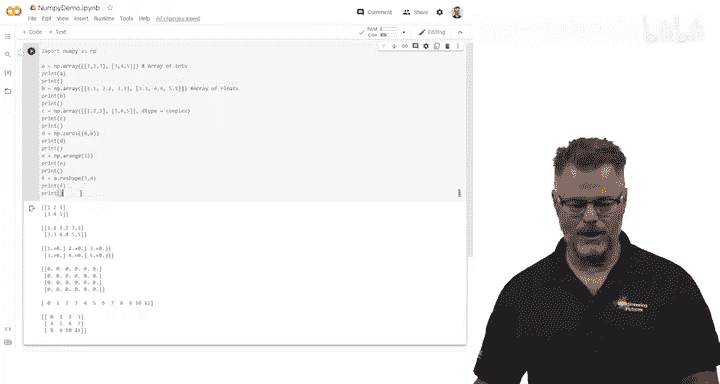 NumpyDemo.ipynb
File Edit View Insert Runtime Tools Help All changes saved
Comment Share
+ Code + Text
RAM
Disk
Editing
import numpy as np
a = np.array([[1,2,3], [3,4,5]]) # Array of ints
print(a)
print()
b = np.array([[1.1, 2.2, 3.3], [3.3, 4.4, 5.5]]) #Array of Floats
print(b)
print()
c = np.array([[1,2,3], [3,4,5]], dtype = complex)
print(c)
print()
d = np.zeros((4,6))
print(d)
print()
e = np.arange(12)
print(e)
print()
f = e.reshape(3,4)
print(f)
print()
[[1 2 3]
[3 4 5]]
[[1.1 2.2 3.3]
[3.3 4.4 5.5]]
[[1.+0.j 2.+0.j 3.+0.j]
[3.+0.j 4.+0.j 5.+0.j]]
[[0. 0. 0. 0. 0. 0.]
[0. 0. 0. 0. 0. 0.]
[0. 0. 0. 0. 0. 0.]
[0. 0. 0. 0. 0. 0.]]
[ 0 1 2 3 4 5 6 7 8 9 10 11]
[[ 0 1 2 3]
[ 4 5 6 7]
[ 8 9 10 11]]
bilibili